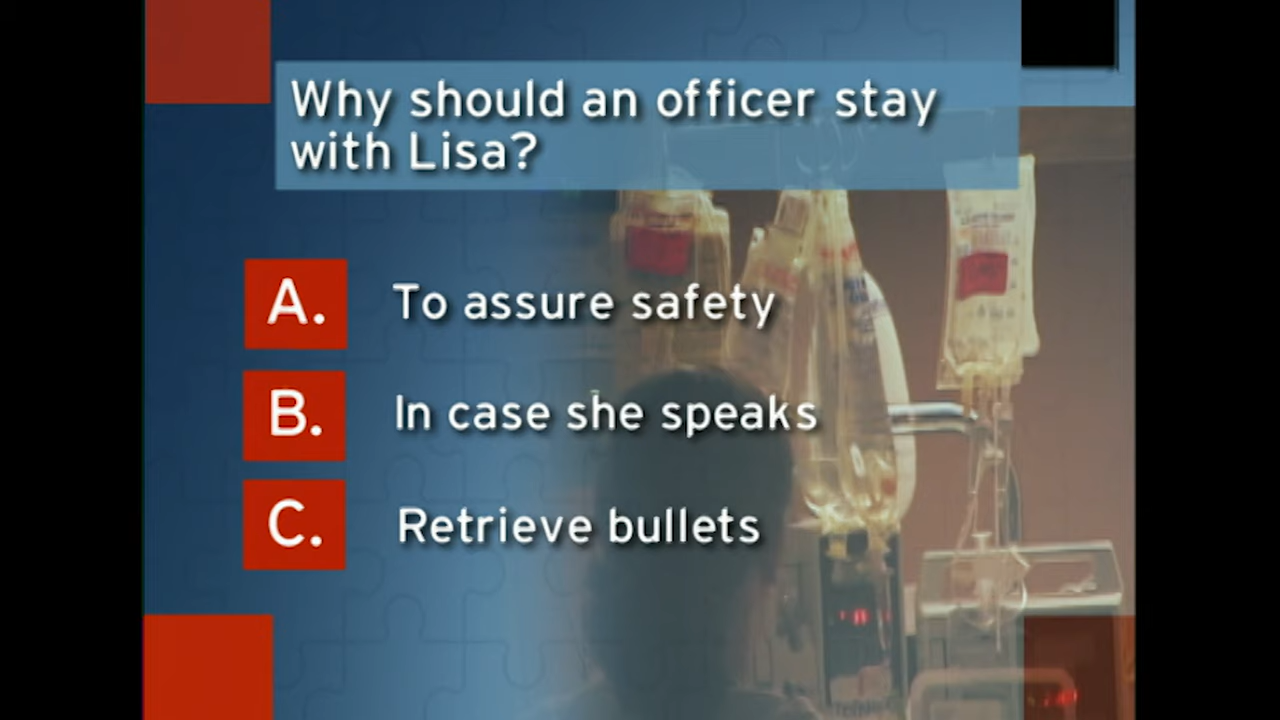 Why should an officer stay
with Lisa?
A. To assure safety
B. In case she speaks
C. Retrieve bullets